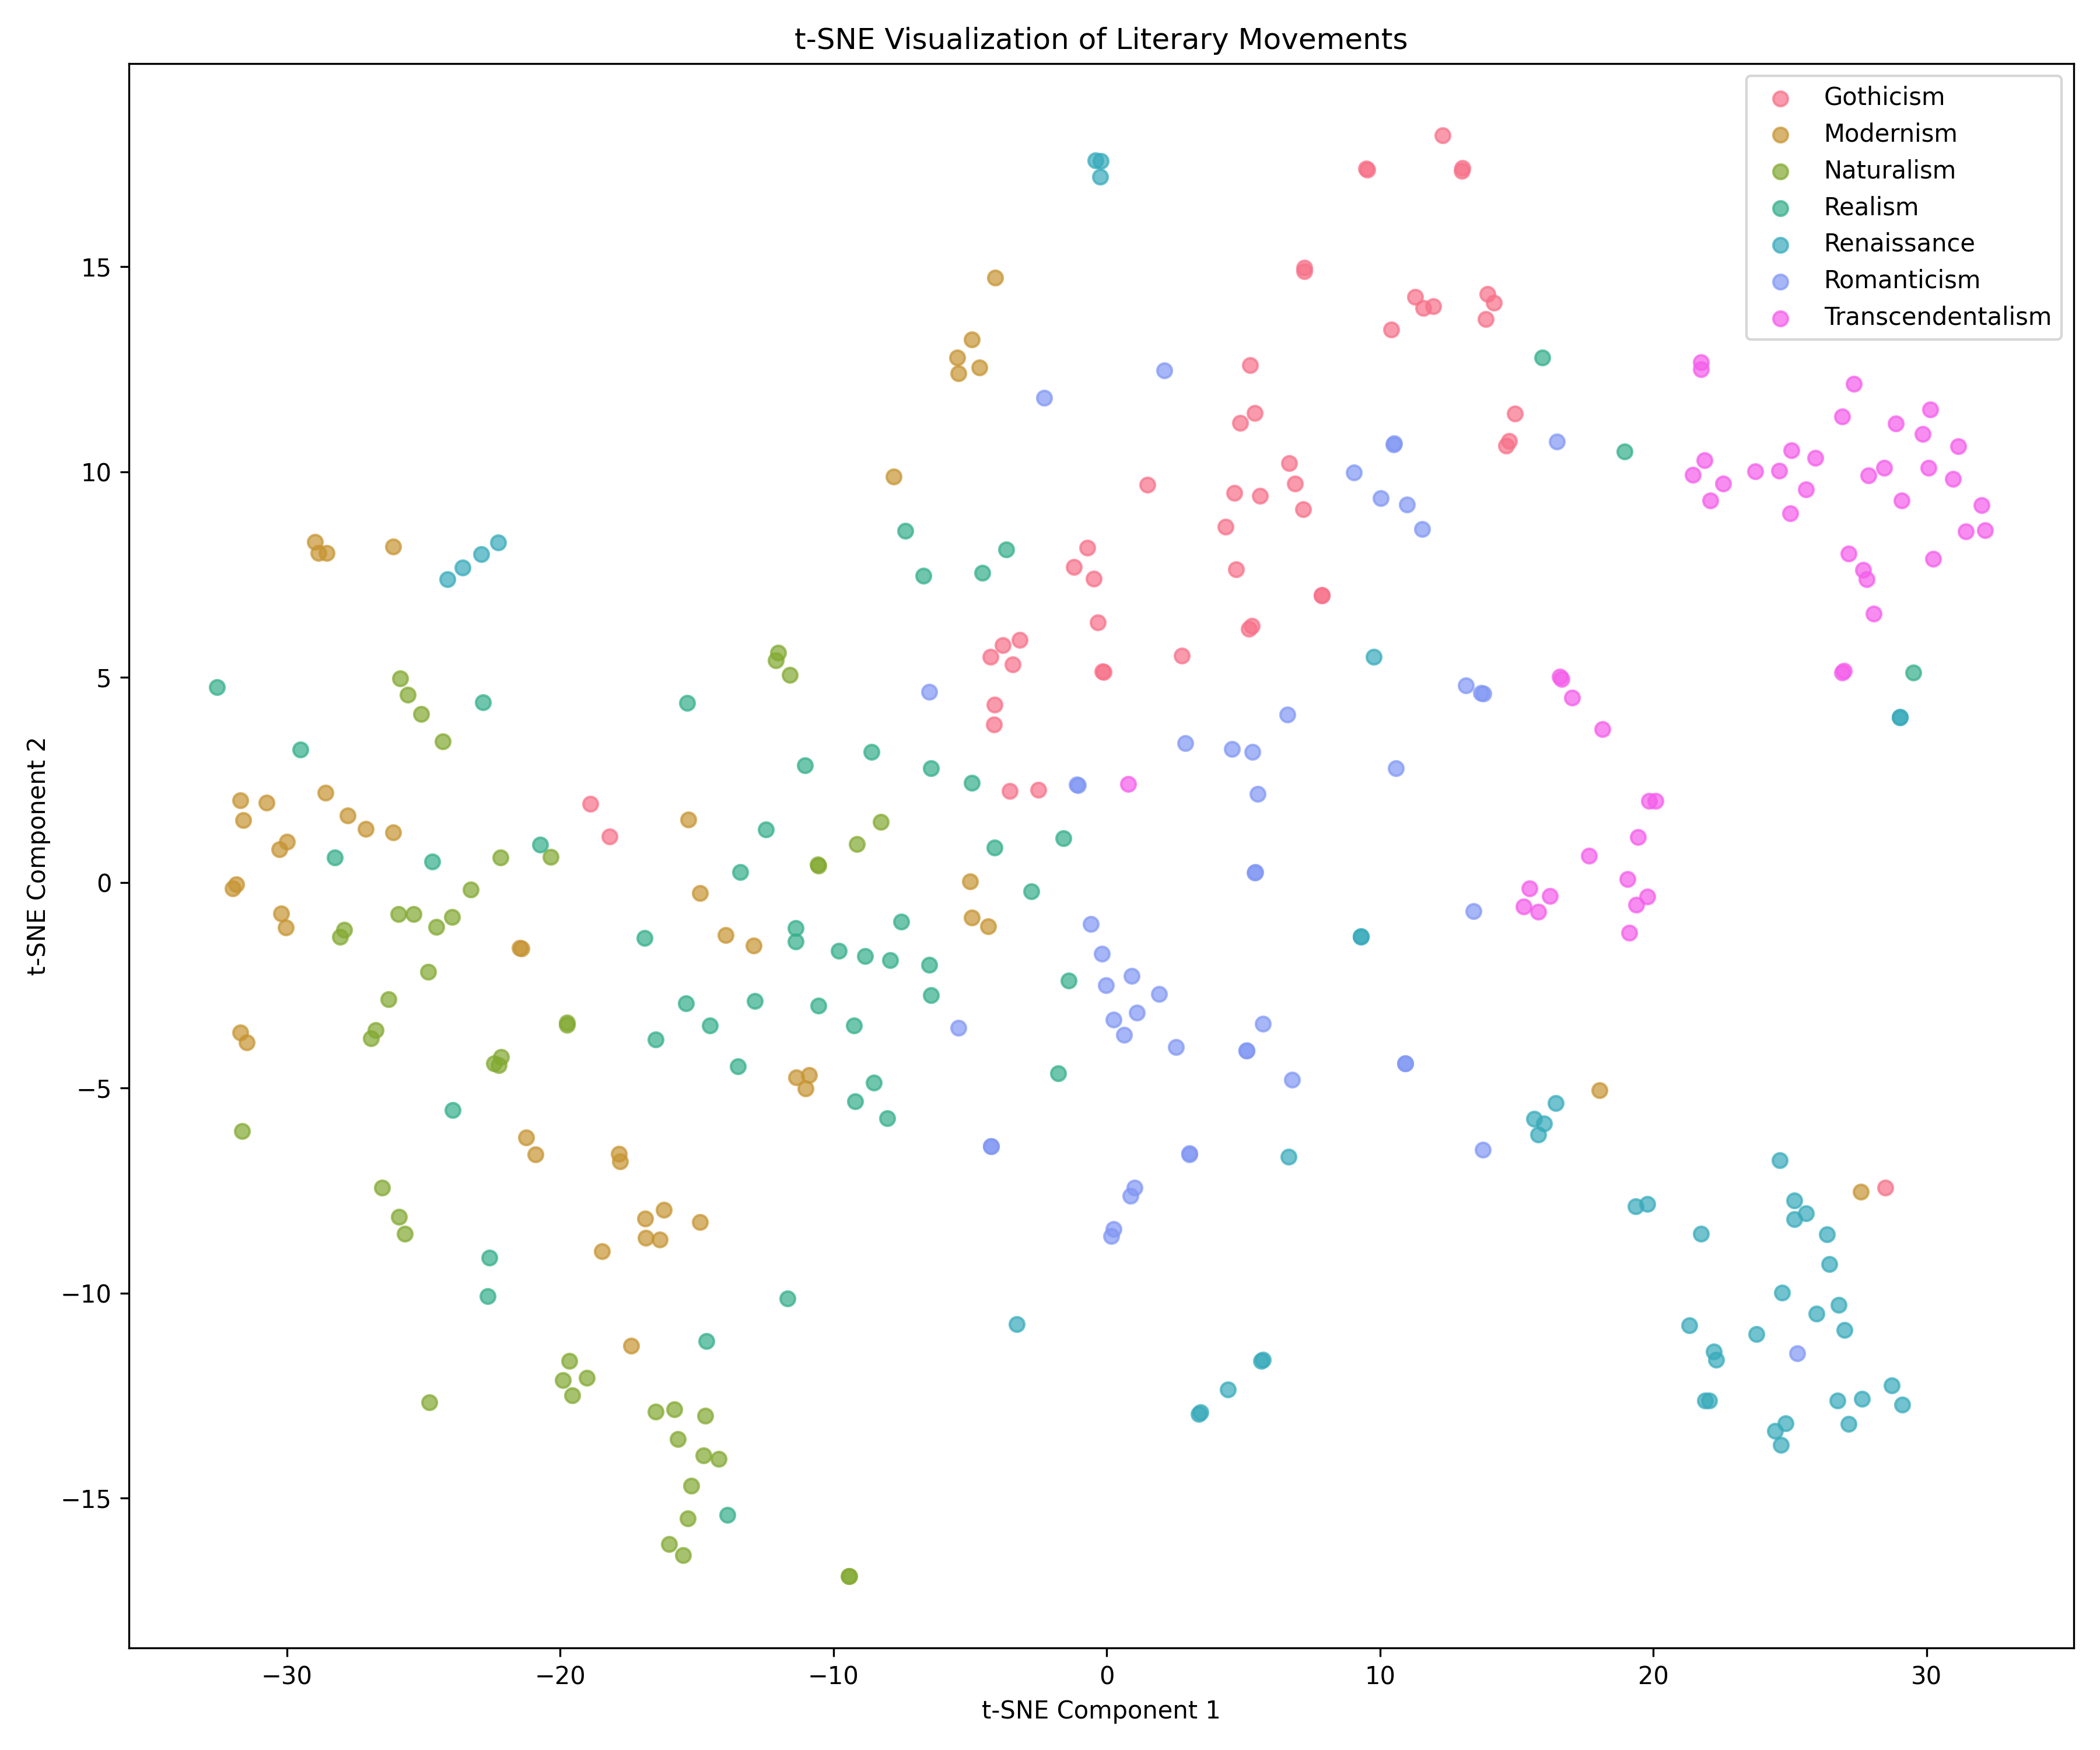 t-SNE Visualization of Literary Movements
Gothicism
Modernism
Naturalism
Realism
Renaissance
Romanticism
Transcendentalism
15
10
5
0
−5
−10
−15
t-SNE Component 2
−30
−20
−10
0
10
20
30
t-SNE Component 1